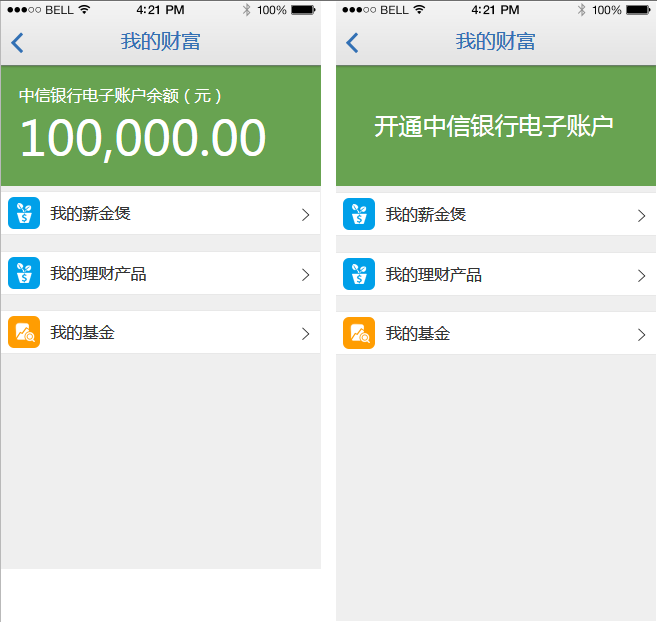 BELL 4:21 PM 100%
我的财富
中信银行电子账户余额（元）
100,000.00
我的薪金煲
我的理财产品
我的基金
BELL 4:21 PM 100%
我的财富
开通中信银行电子账户
我的薪金煲
我的理财产品
我的基金